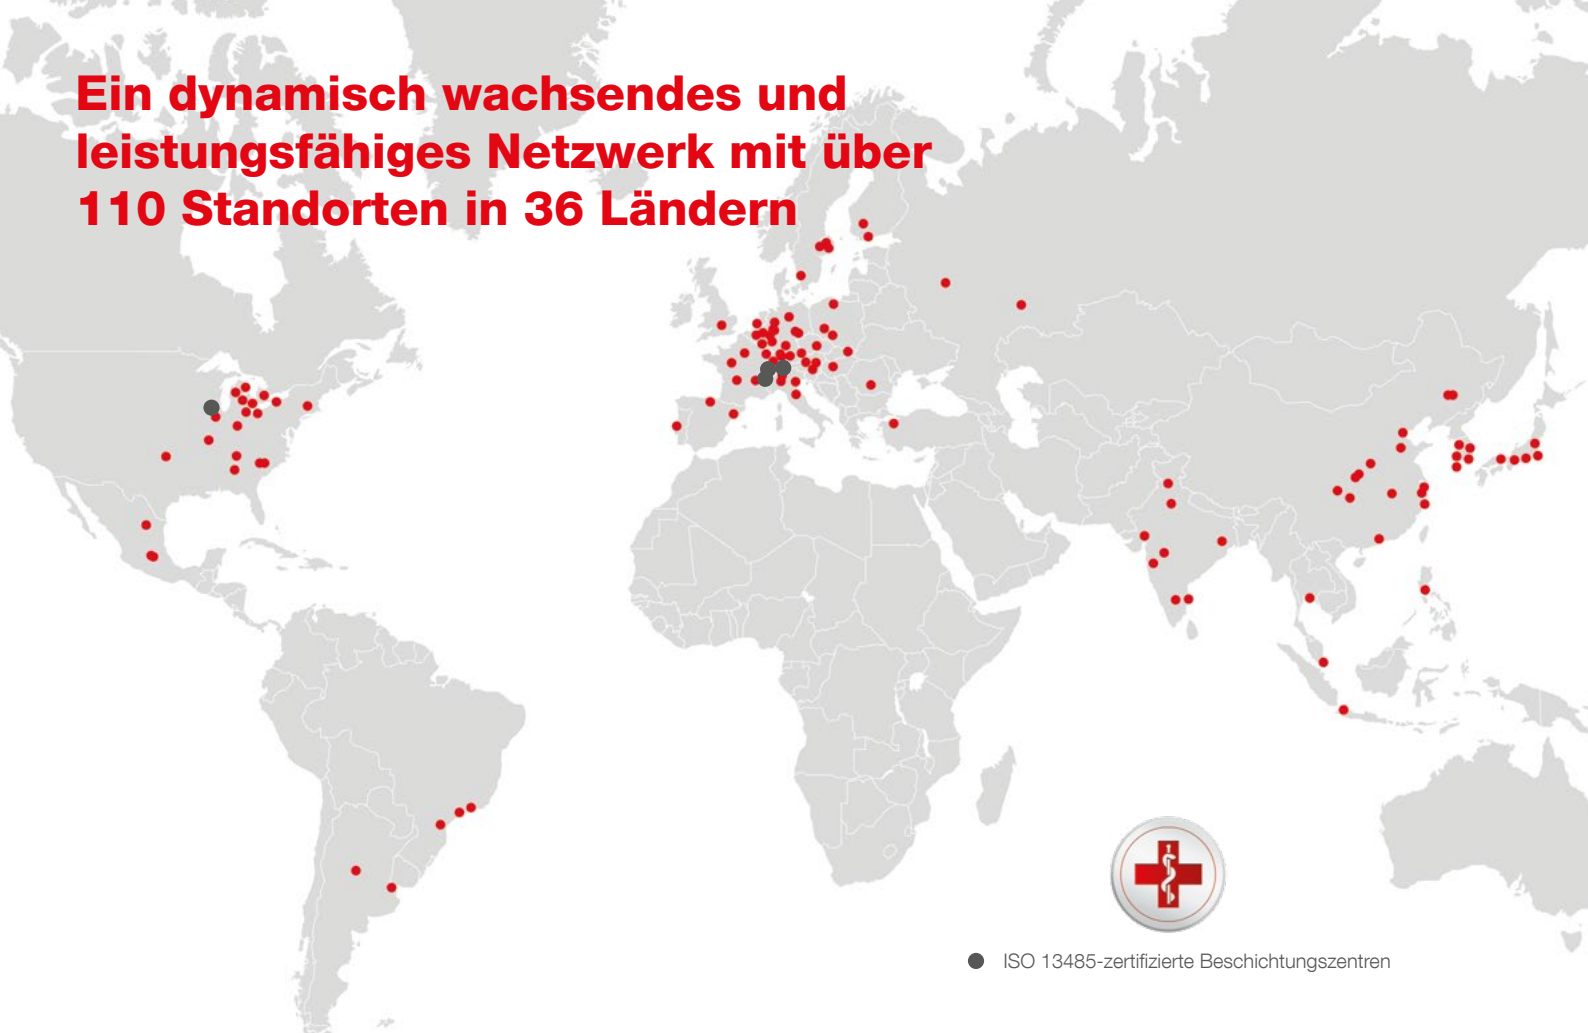 Ein dynamisch wachsendes und
leistungsfähiges Netzwerk mit über
110 Standorten in 36 Ländern
ISO 13485-zertifizierte Beschichtungszentren